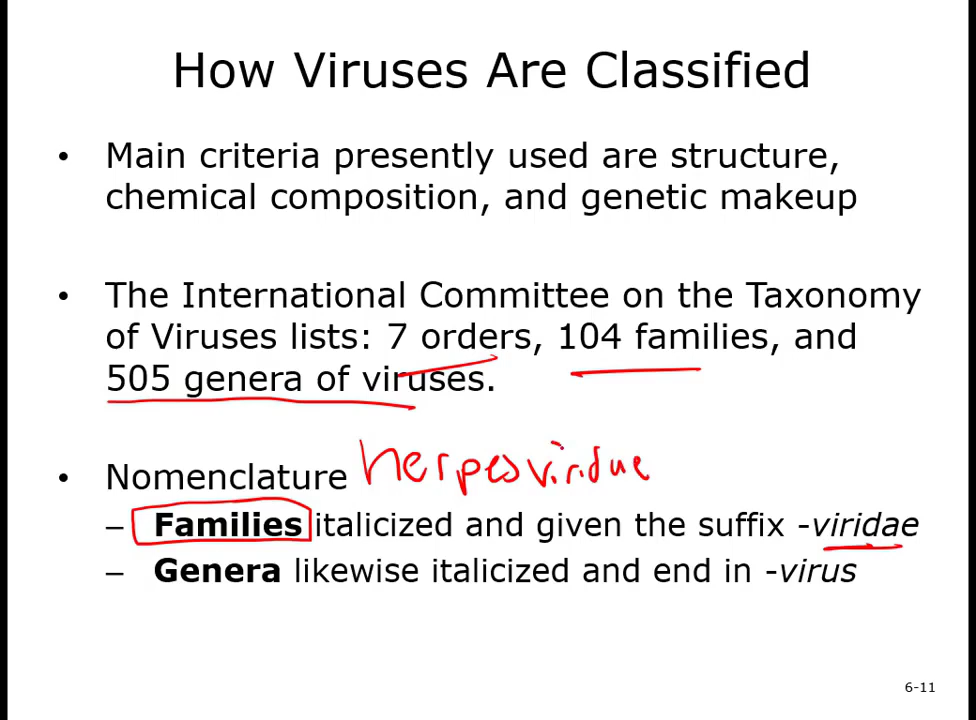 How Viruses Are Classified
• Main criteria presently used are structure,
chemical composition, and genetic makeup
• The International Committee on the Taxonomy
of Viruses lists: 7 orders, 104 families, and
505 genera of viruses.
• Nomenclature herpesviridae
– Families italicized and given the suffix -viridae
– Genera likewise italicized and end in -virus
6-11